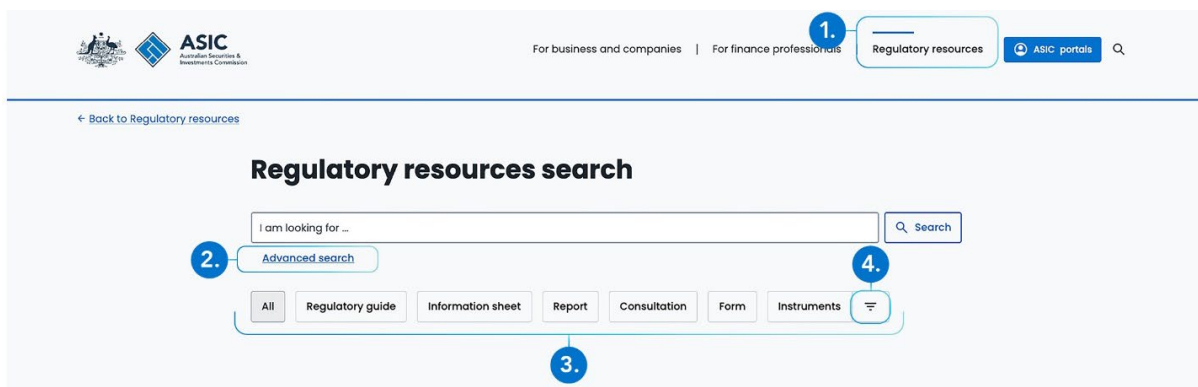 1.
ASIC
Australian Securities &
Investments Commission
For business and companies | For finance professionals
Regulatory resources
ASIC portals
← Back to Regulatory resources
Regulatory resources search
I am looking for ...
Search
2.
Advanced search
4.
All
Regulatory guide
Information sheet
Report
Consultation
Form
Instruments
3.